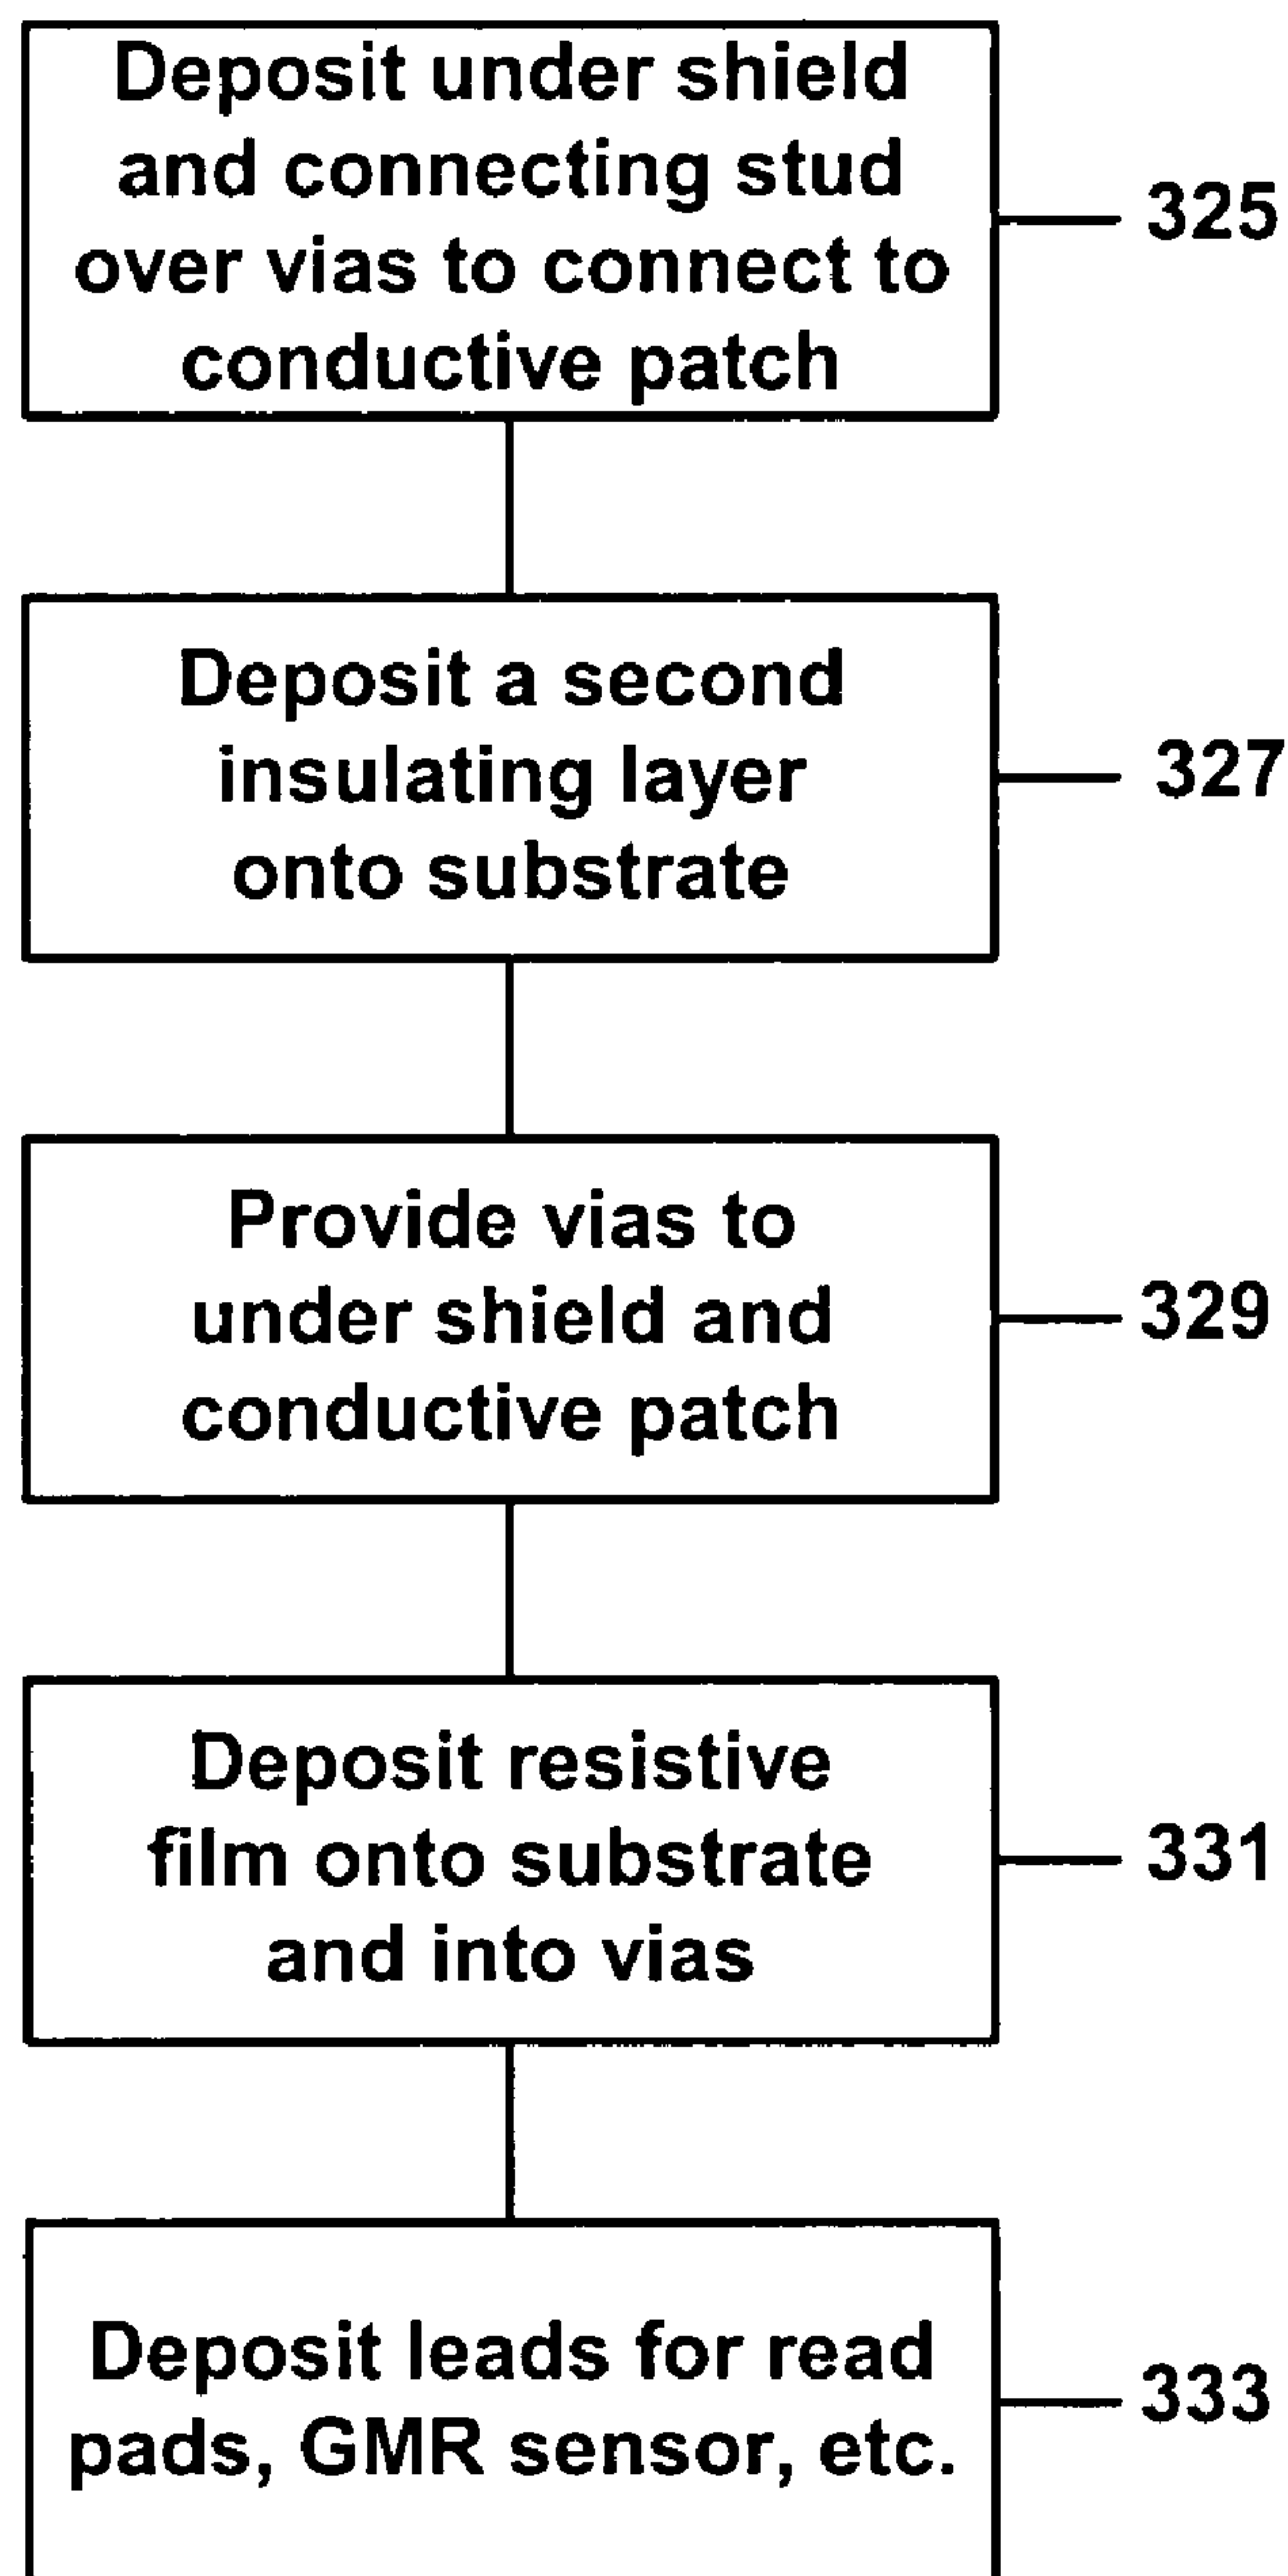 Deposit under shield
and connecting stud
over vias to connect to
conductive patch
325
Deposit a second
insulating layer
onto substrate
327
Provide vias to
under shield and
conductive patch
329
Deposit resistive
film onto substrate
and into vias
331
Deposit leads for read
pads, GMR sensor, etc.
333